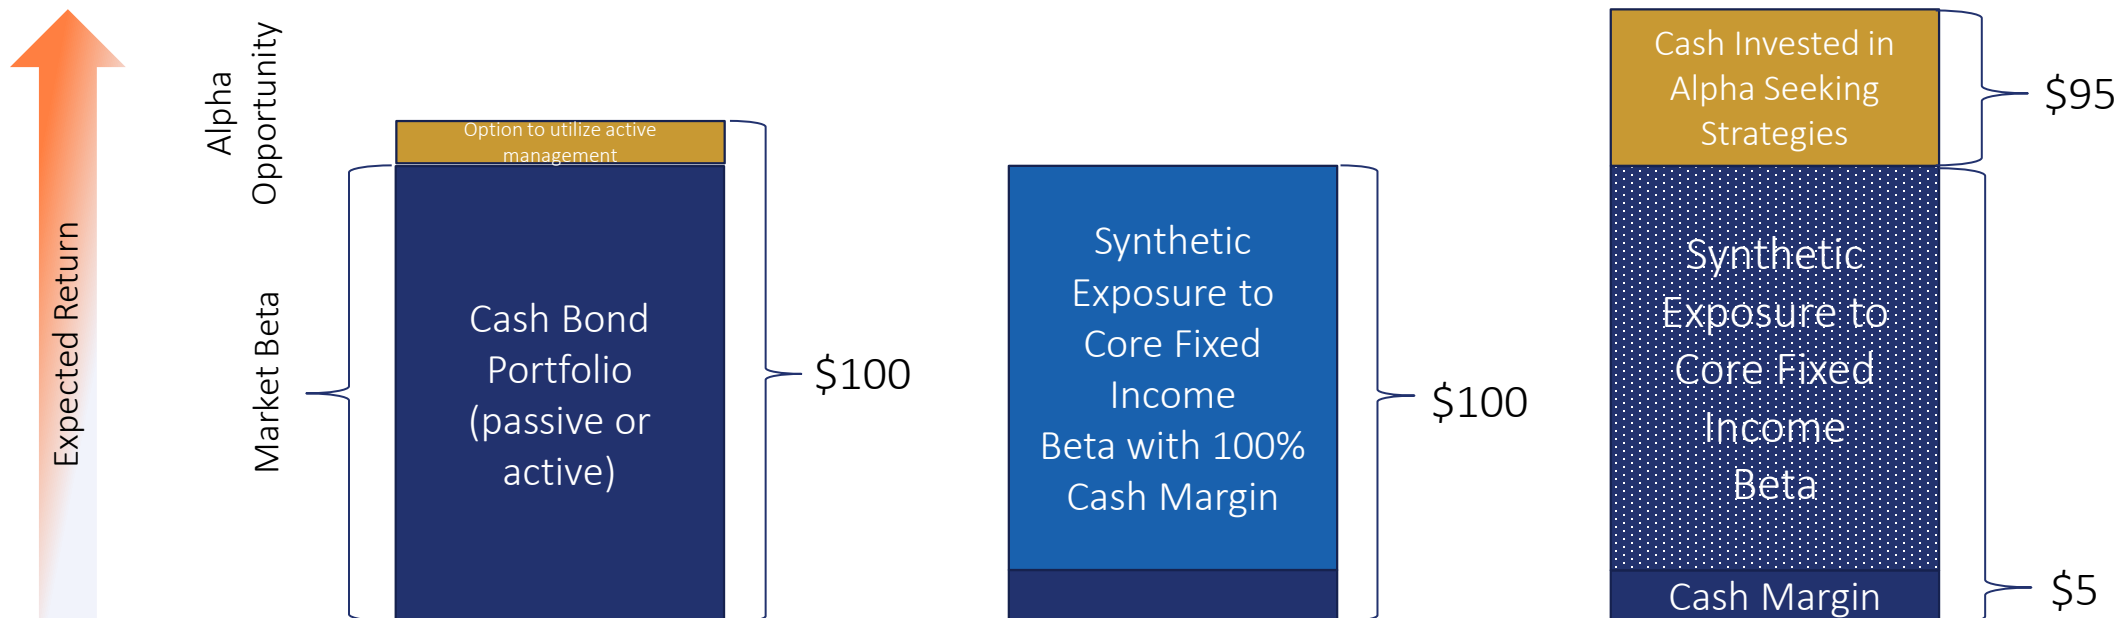 Expected Return
Alpha
Opportunity
Market Beta
Option to utilize active
management
Cash Bond
Portfolio
(passive or
active)
$100
Synthetic
Exposure to
Core Fixed
Income
Beta with 100%
Cash Margin
$100
Cash Invested in
Alpha Seeking
Strategies
$95
Synthetic
Exposure to
Core Fixed
Income
Beta
Cash Margin
$5